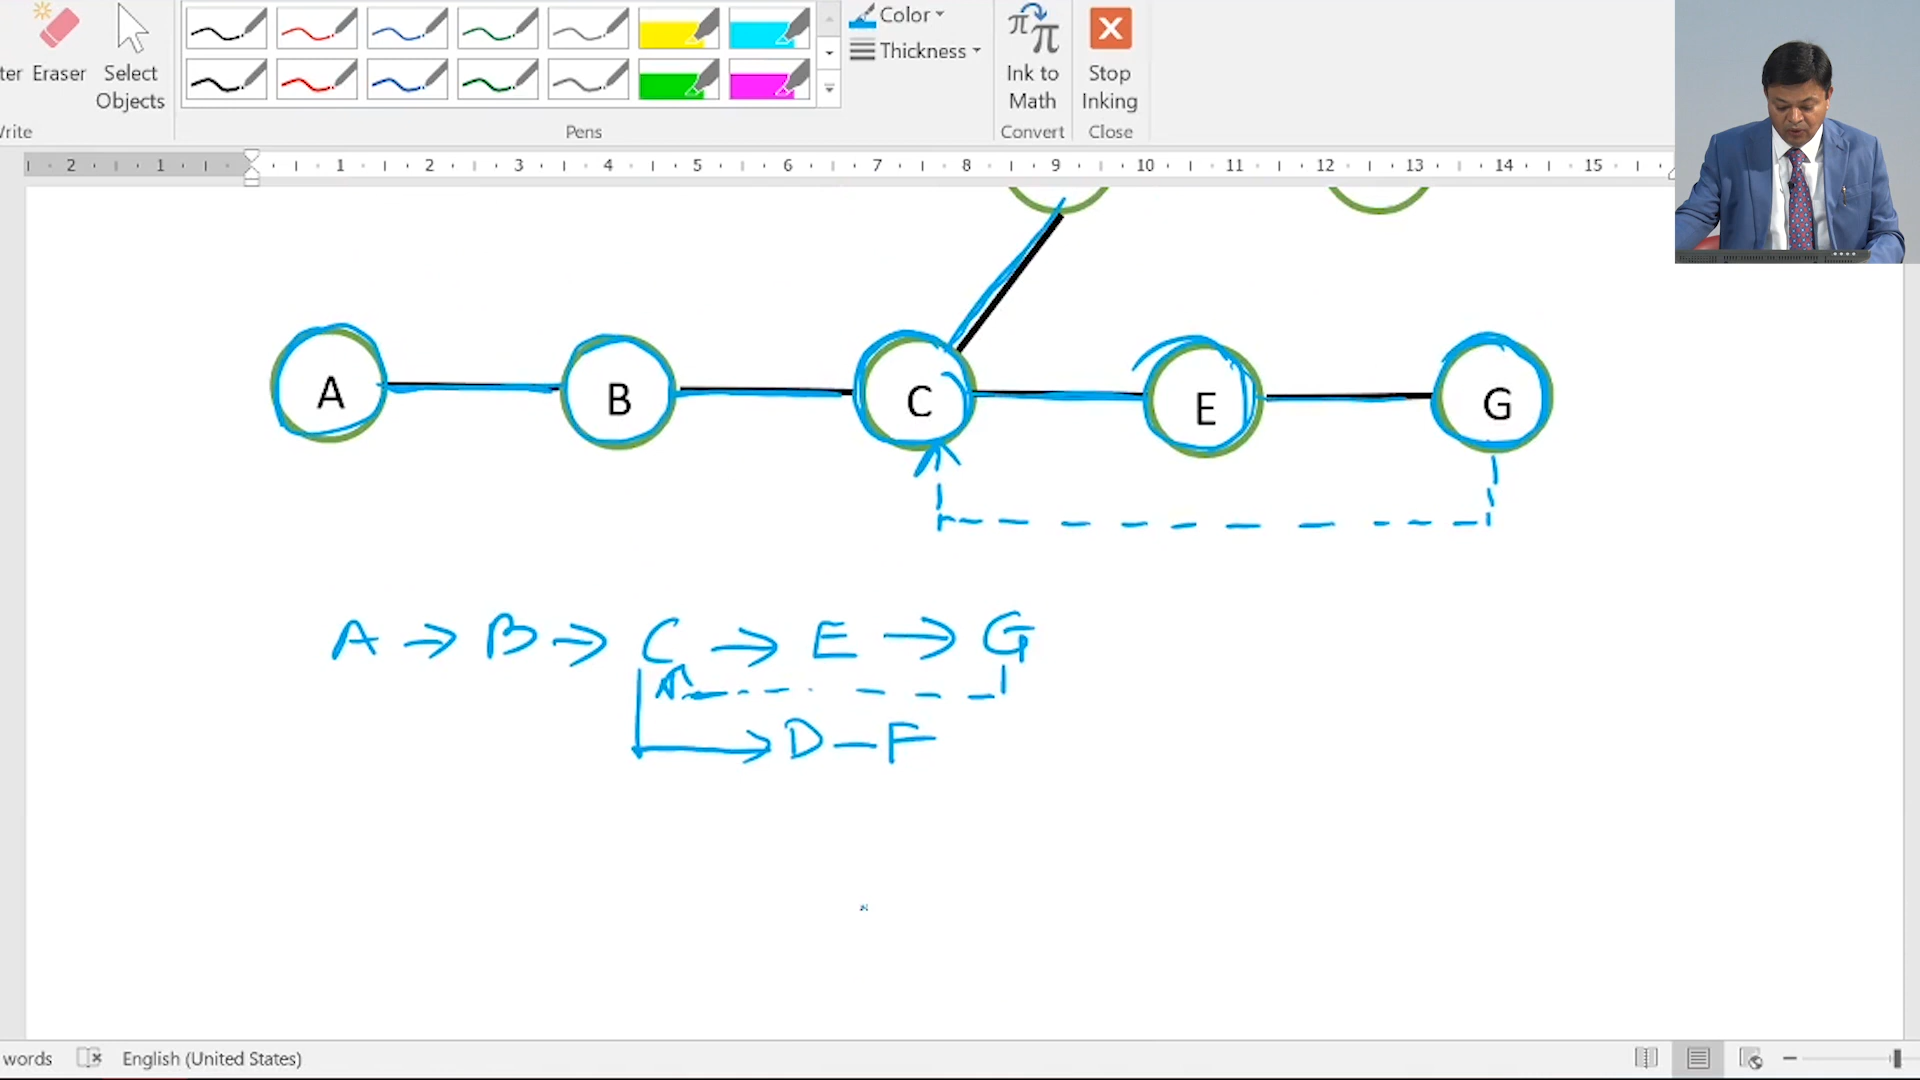 ter Eraser Select Objects
Color
Thickness
Ink to Math
Stop Inking
Write Pens Convert Close
2 1 1 2 3 4 5 6 7 8 9 10 11 12 13 14 15
A B C E G
A → B → C → E → G
D – F
words English (United States)